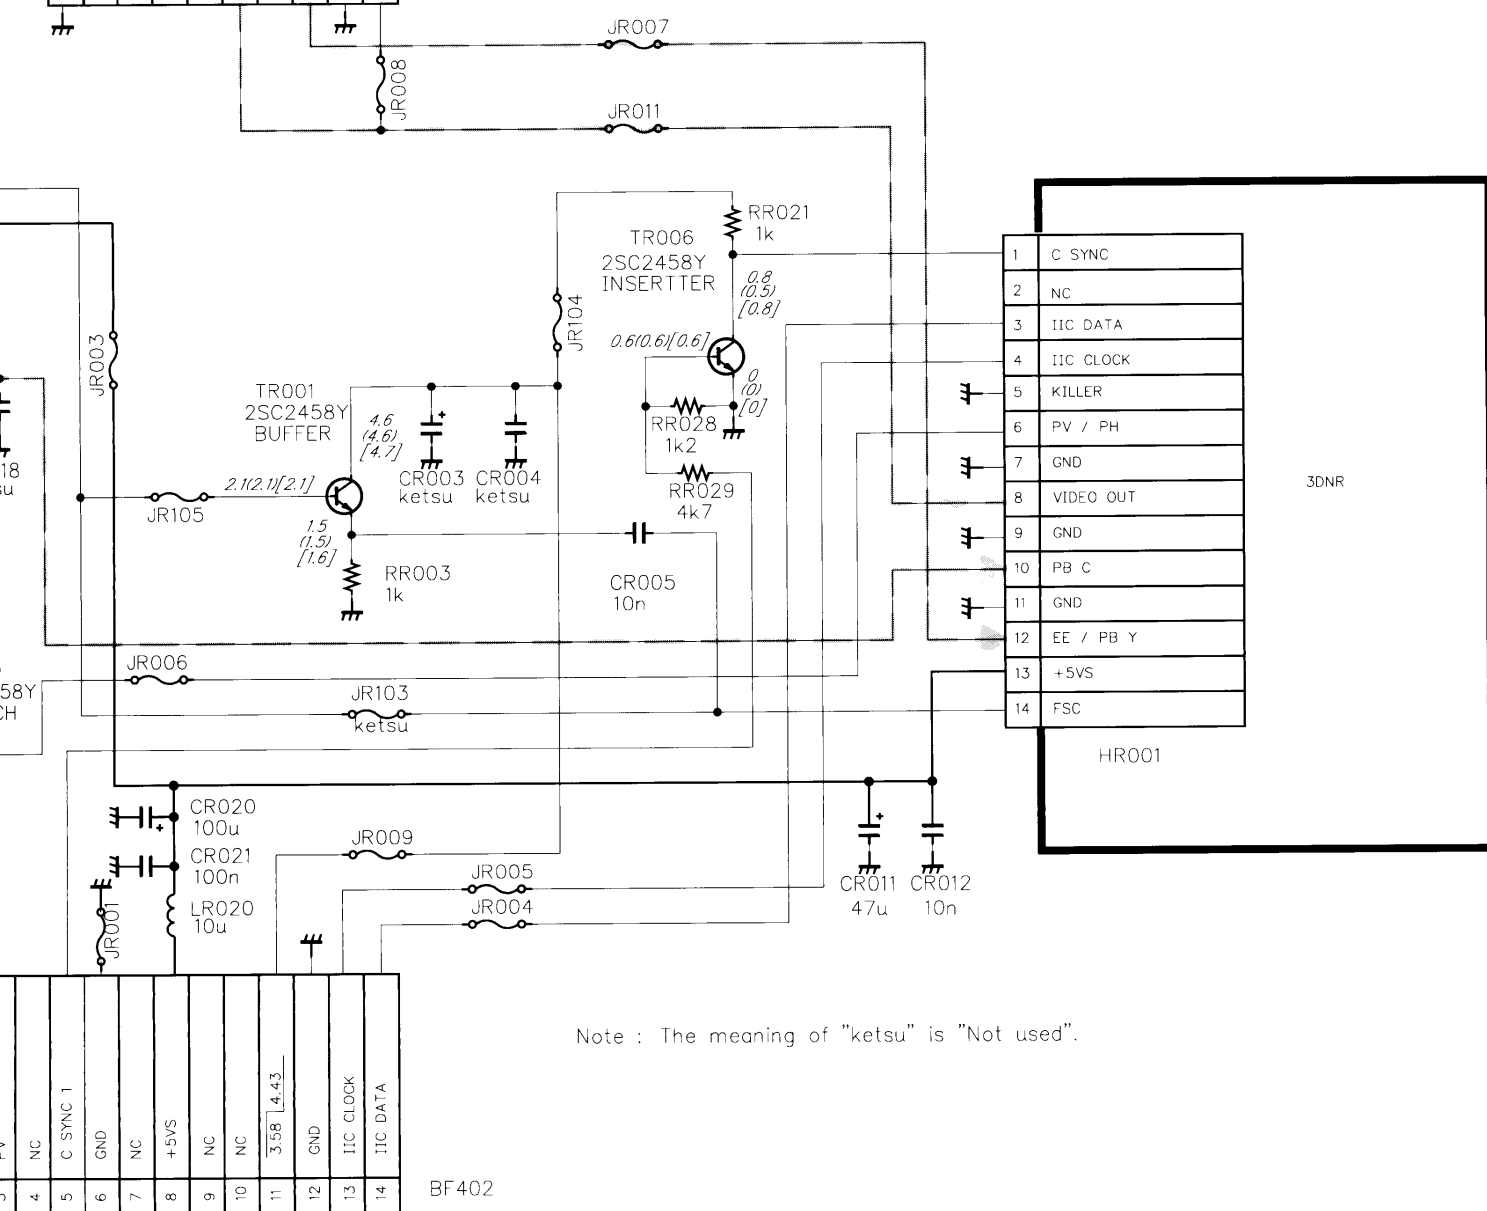 JR007
JR008
JR011
RR021
1k
TR006
2SC2458Y
INSERTTER
0.8
(0.5)
[0.8]
0.6(0.6)[0.6]
0
(0)
[0]
JR104
JR003
TR001
2SC2458Y
BUFFER
4.6
(4.6)
[4.7]
2.1(2.1)[2.1]
JR105
1.5
(1.5)
[1.6]
CR003
ketsu
CR004
ketsu
RR028
1k2
RR029
4k7
RR003
1k
CR005
10n
18
su
58Y
CH
JR006
JR103
ketsu
1 C SYNC
2 NC
3 IIC DATA
4 IIC CLOCK
5 KILLER
6 PV / PH
7 GND
8 VIDEO OUT
9 GND
10 PB C
11 GND
12 EE / PB Y
13 +5VS
14 FSC
3DNR
HR001
CR020
100u
CR021
100n
LR020
10u
JR001
JR009
JR005
JR004
CR011
47u
CR012
10n
Note : The meaning of "ketsu" is "Not used".
PV
4 NC
5 C SYNC 1
6 GND
7 NC
8 +5VS
9 NC
10 NC
11 3.58 4.43
12 GND
13 IIC CLOCK
14 IIC DATA
BF402